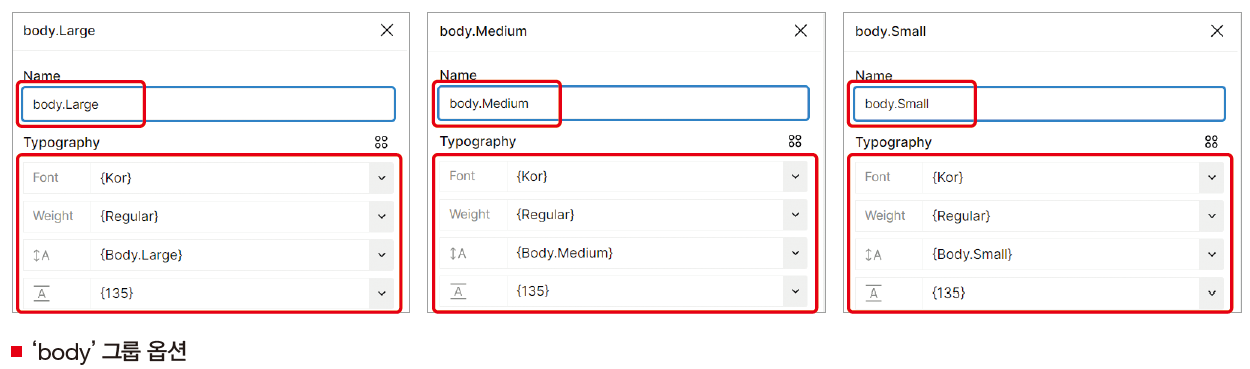 body.Large
Name
body.Large
Typography
Font {Kor}
Weight {Regular}
↕A {Body.Large}
A {135}
body.Medium
Name
body.Medium
Typography
Font {Kor}
Weight {Regular}
↕A {Body.Medium}
A {135}
body.Small
Name
body.Small
Typography
Font {Kor}
Weight {Regular}
↕A {Body.Small}
A {135}
‘body’ 그룹 옵션